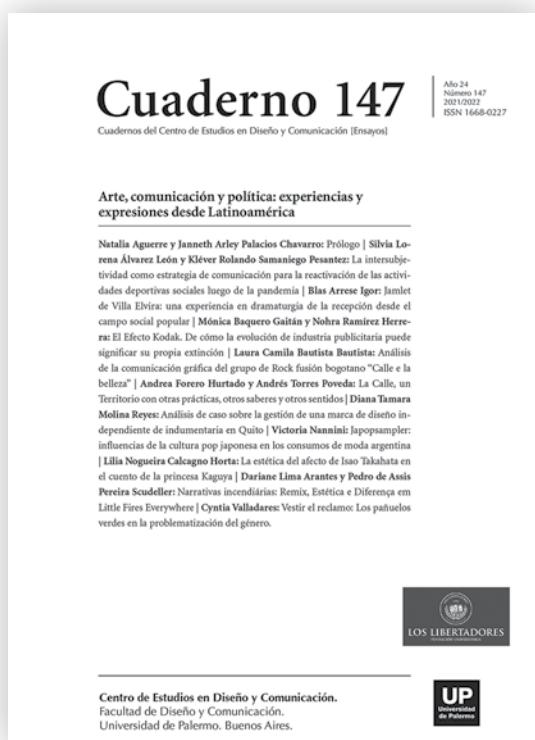 Cuaderno 147
Cuadernos del Centro de Estudios en Diseño y Comunicación [Ensayos]
Año 24
Número 147
2021/2022
ISSN 1668-0227
Arte, comunicación y política: experiencias y
expresiones desde Latinoamérica
Natalia Aguerre y Janneth Arley Palacios Chavarro: Prólogo | Silvia Lo-
rena Álvarez León y Kléver Rolando Samaniego Pesantez: La intersubje-
tividad como estrategia de comunicación para la reactivación de las activi-
dades deportivas sociales luego de la pandemia | Blas Arrese Igor: Jamlet
de Villa Elvira: una experiencia en dramaturgia de la recepción desde el
campo social popular | Mónica Baquero Gaitán y Nohra Ramírez Herre-
ra: El Efecto Kodak. De cómo la evolución de industria publicitaria puede
significar su propia extinción | Laura Camila Bautista Bautista: Análisis
de la comunicación gráfica del grupo de Rock fusión bogotano “Calle e la
belleza” | Andrea Forero Hurtado y Andrés Torres Poveda: La Calle, un
Territorio con otras prácticas, otros saberes y otros sentidos | Diana Tamara
Molina Reyes: Análisis de caso sobre la gestión de una marca de diseño in-
dependiente de indumentaria en Quito | Victoria Nannini: Japopsampler:
influencias de la cultura pop japonesa en los consumos de moda argentina
| Lilia Nogueira Calcagno Horta: La estética del afecto de Isao Takahata en
el cuento de la princesa Kaguya | Dariane Lima Arantes y Pedro de Assis
Pereira Scudeller: Narrativas incendiárias: Remix, Estética e Diferença em
Little Fires Everywhere | Cyntia Valladares: Vestir el reclamo: Los pañuelos
verdes en la problematización del género.
LOS LIBERTADORES
FUNDACIÓN UNIVERSITARIA
Centro de Estudios en Diseño y Comunicación.
Facultad de Diseño y Comunicación.
Universidad de Palermo. Buenos Aires.
UP
Universidad
de Palermo